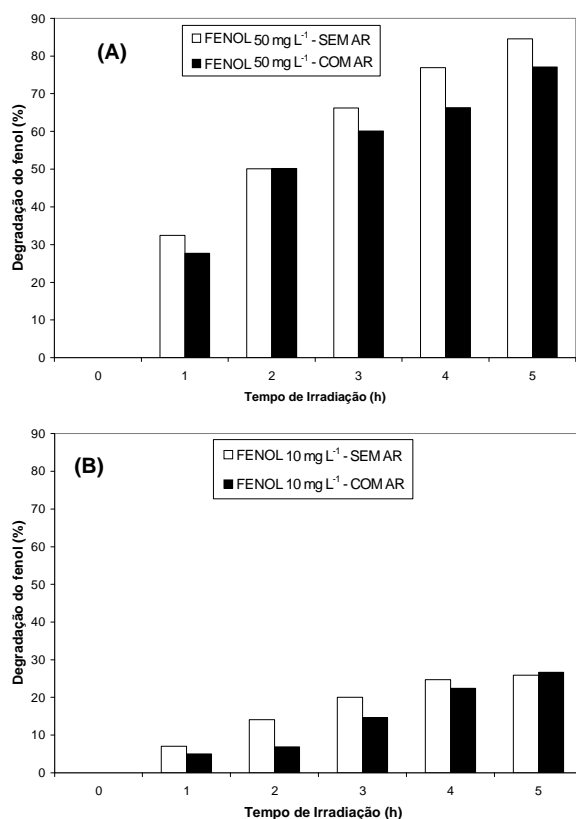 (A)
FENOL 50 mg L⁻¹ - SEM AR
FENOL 50 mg L⁻¹ - COM AR
Degradação do fenol (%)
90
80
70
60
50
40
30
20
10
0
0 1 2 3 4 5
Tempo de Irradiação (h)
(B)
FENOL 10 mg L⁻¹ - SEM AR
FENOL 10 mg L⁻¹ - COM AR
Degradação do fenol (%)
90
80
70
60
50
40
30
20
10
0
0 1 2 3 4 5
Tempo de Irradiação (h)